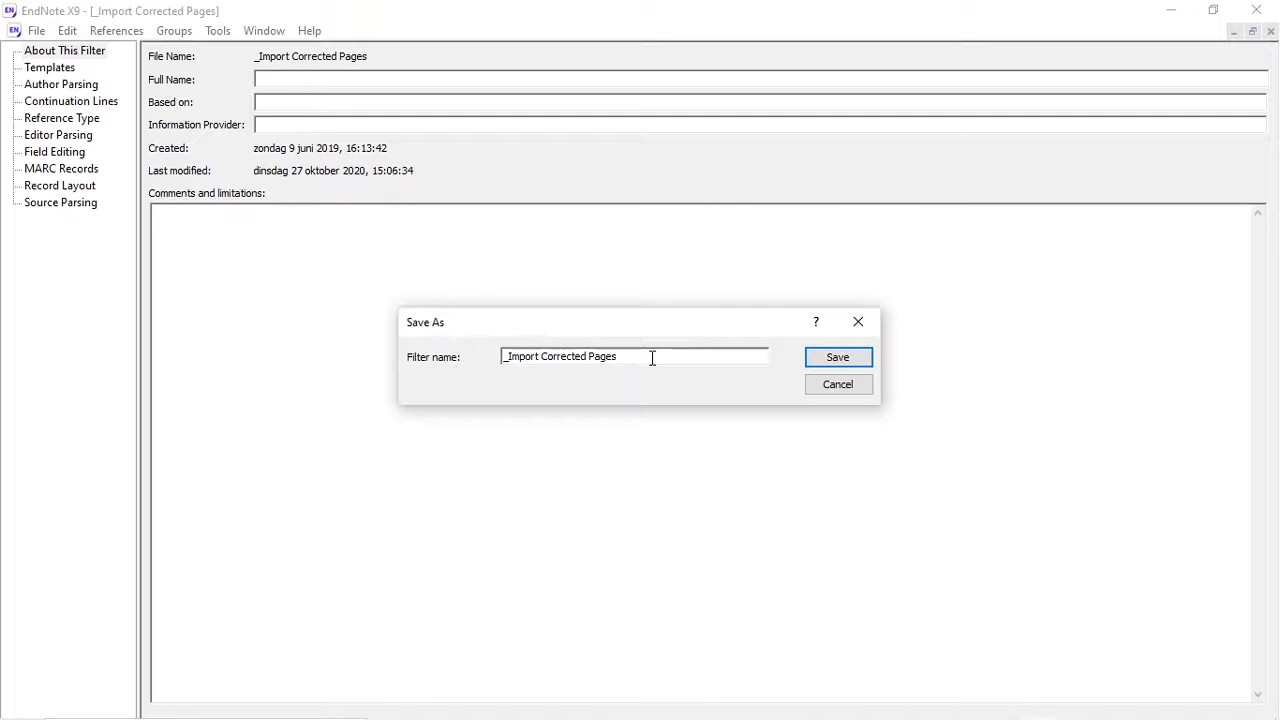 EndNote X9 - [_Import Corrected Pages]
File Edit References Groups Tools Window Help
About This Filter
Templates
Author Parsing
Continuation Lines
Reference Type
Editor Parsing
Field Editing
MARC Records
Record Layout
Source Parsing
File Name: _Import Corrected Pages
Full Name:
Based on:
Information Provider:
Created: zondag 9 juni 2019, 16:13:42
Last modified: dinsdag 27 oktober 2020, 15:06:34
Comments and limitations:
Save As ?
Filter name: _Import Corrected Pages Save
Cancel